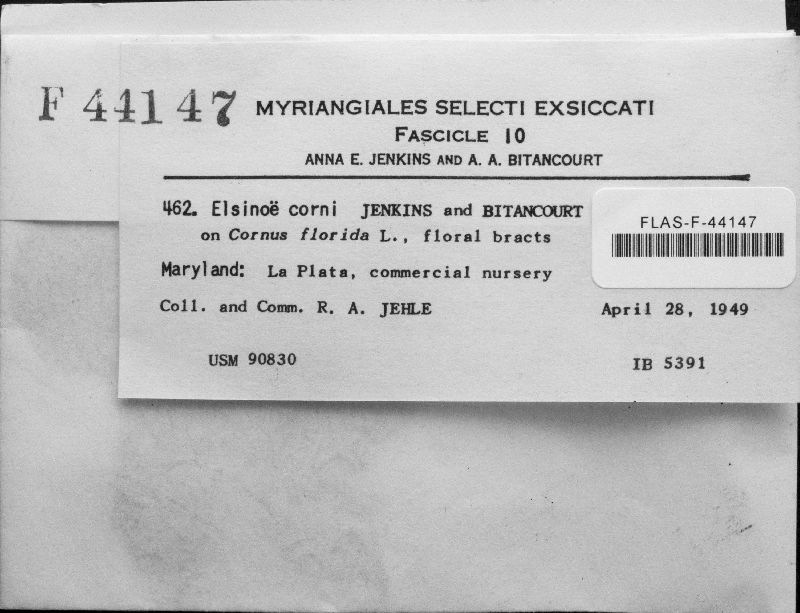 F 44147
MYRIANGIALES SELECTI EXSICCATI
FASCICLE 10
ANNA E. JENKINS AND A. A. BITANCOURT
462. Elsinoë corni JENKINS and BITANCOURT
on Cornus florida L., floral bracts
Maryland: La Plata, commercial nursery
Coll. and Comm. R. A. JEHLE April 28, 1949
USM 90830 IB 5391
FLAS-F-44147